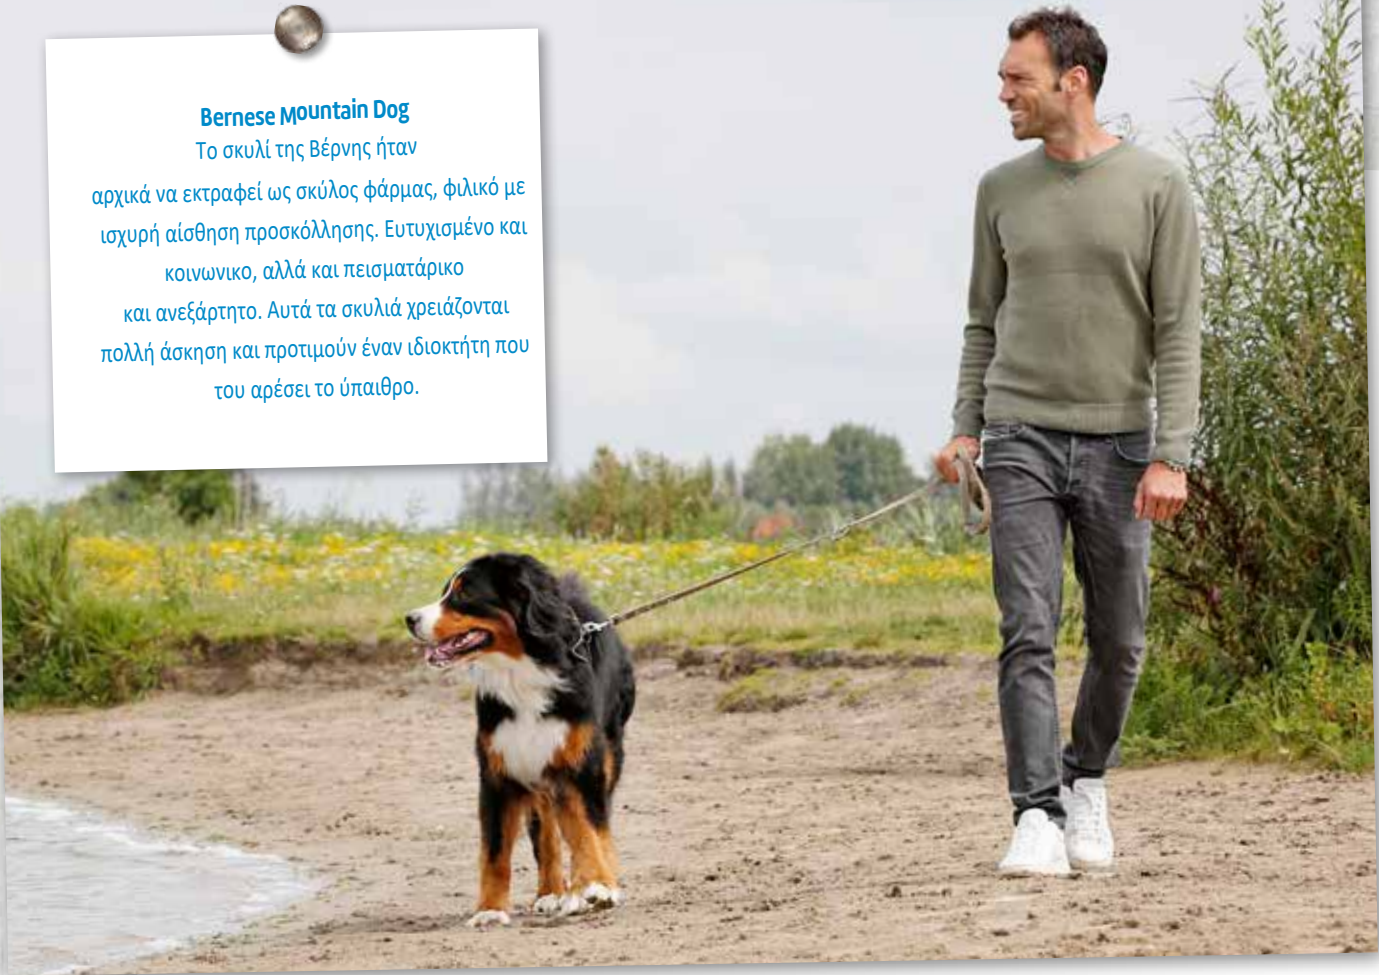 Bernese Mountain Dog
Το σκυλί της Βέρνης ήταν
αρχικά να εκτραφεί ως σκύλος φάρμας, φιλικό με
ισχυρή αίσθηση προσκόλλησης. Ευτυχισμένο και
κοινωνικο, αλλά και πεισματάρικο
και ανεξάρτητο. Αυτά τα σκυλιά χρειάζονται
πολλή άσκηση και προτιμούν έναν ιδιοκτήτη που
του αρέσει το ύπαιθρο.